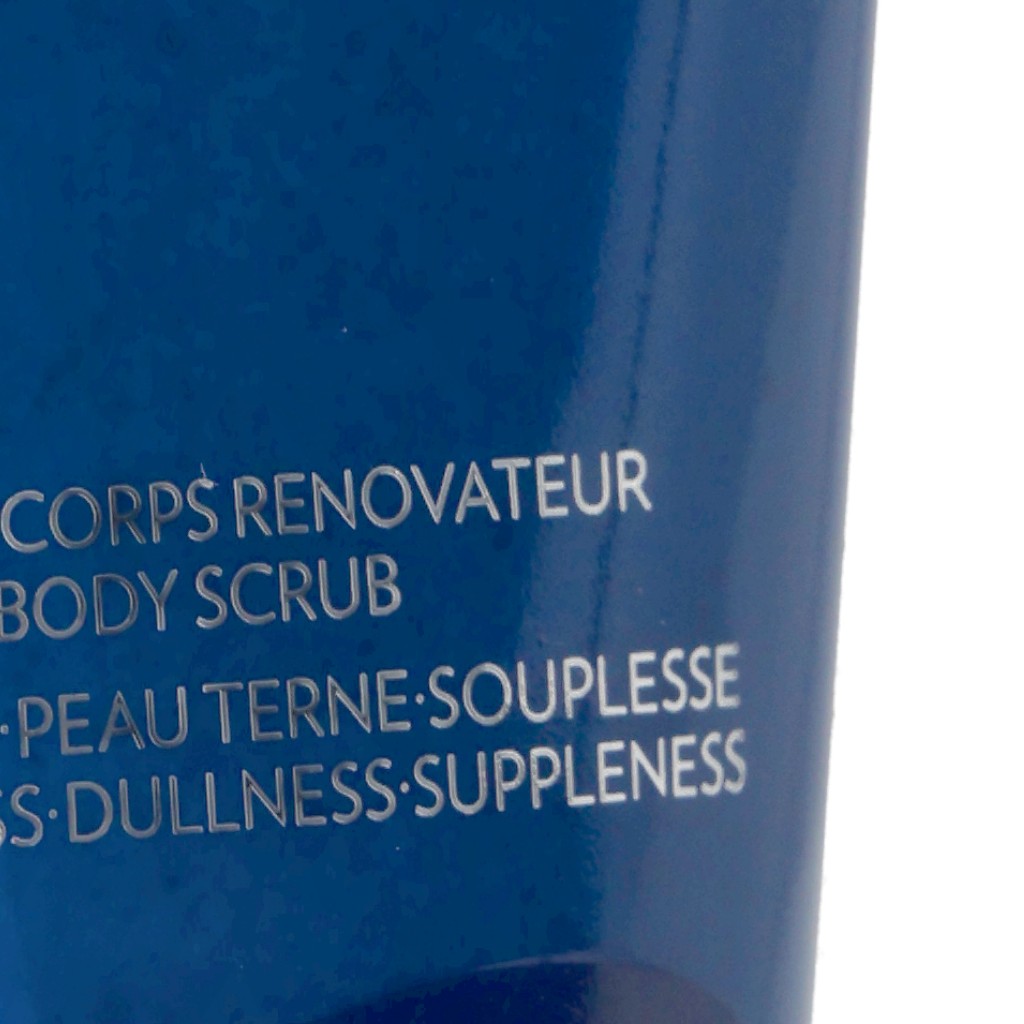 CORPS RENOVATEUR
BODY SCRUB
·PEAU TERNE·SOUPLESSE
·DULLNESS·SUPPLENESS